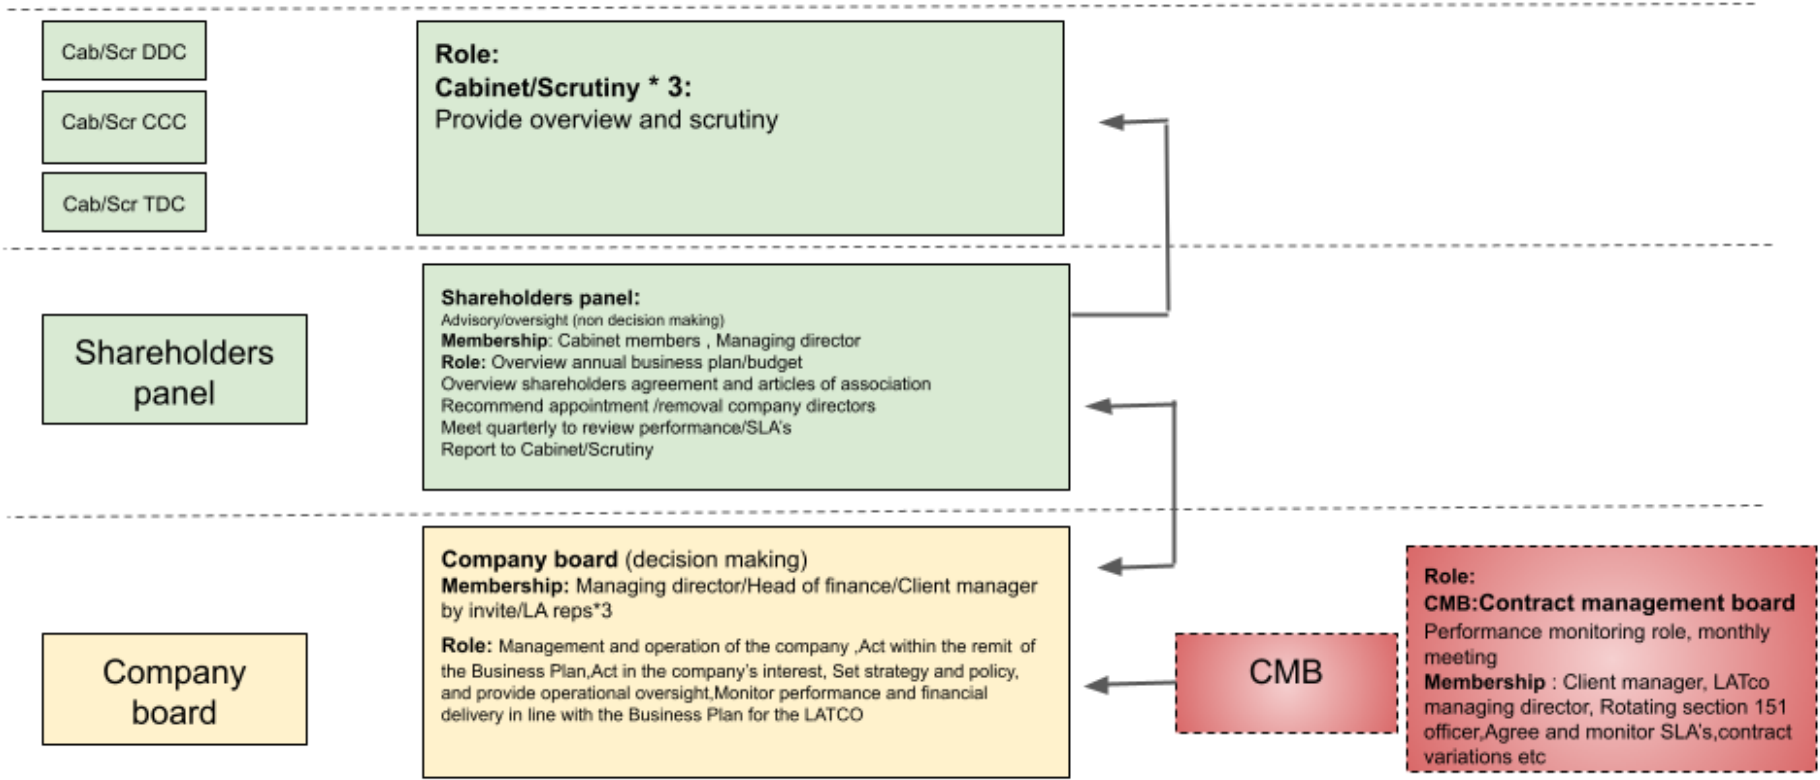 Cab/Scr DDC
Cab/Scr CCC
Cab/Scr TDC
Role:
Cabinet/Scrutiny * 3:
Provide overview and scrutiny
Shareholders
panel
Shareholders panel:
Advisory/oversight (non decision making)
Membership: Cabinet members , Managing director
Role: Overview annual business plan/budget
Overview shareholders agreement and articles of association
Recommend appointment /removal company directors
Meet quarterly to review performance/SLA's
Report to Cabinet/Scrutiny
Company
board
Company board (decision making)
Membership: Managing director/Head of finance/Client manager
by invite/LA reps*3
Role: Management and operation of the company ,Act within the remit of
the Business Plan,Act in the company's interest, Set strategy and policy,
and provide operational oversight,Monitor performance and financial
delivery in line with the Business Plan for the LATCO
CMB
Role:
CMB:Contract management board
Performance monitoring role, monthly
meeting
Membership : Client manager, LATco
managing director, Rotating section 151
officer,Agree and monitor SLA's,contract
variations etc